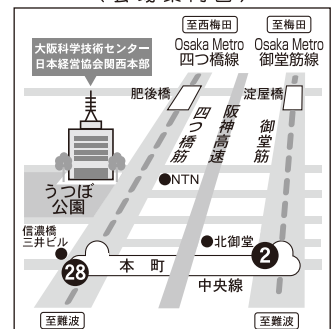 (会場案内図)
至西梅田
至梅田
大阪科学技術センター
日本経営協会関西本部
Osaka Metro
四つ橋線
Osaka Metro
御堂筋線
肥後橋
淀屋橋
四つ橋筋
阪神高速
御堂筋
うつぼ
公園
●NTN
信濃橋
三井ビル
●北御堂
28
本町
2
中央線
至難波
至難波